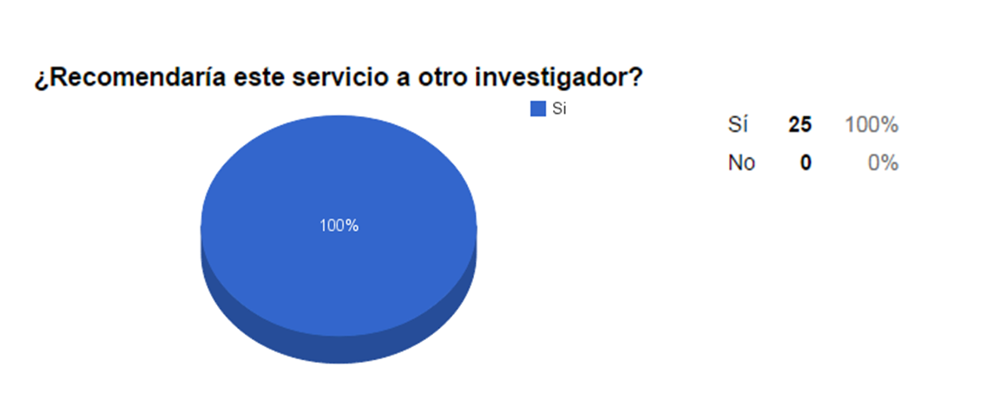 ¿Recomendaría este servicio a otro investigador?
Si
Sí 25 100%
No 0 0%
100%